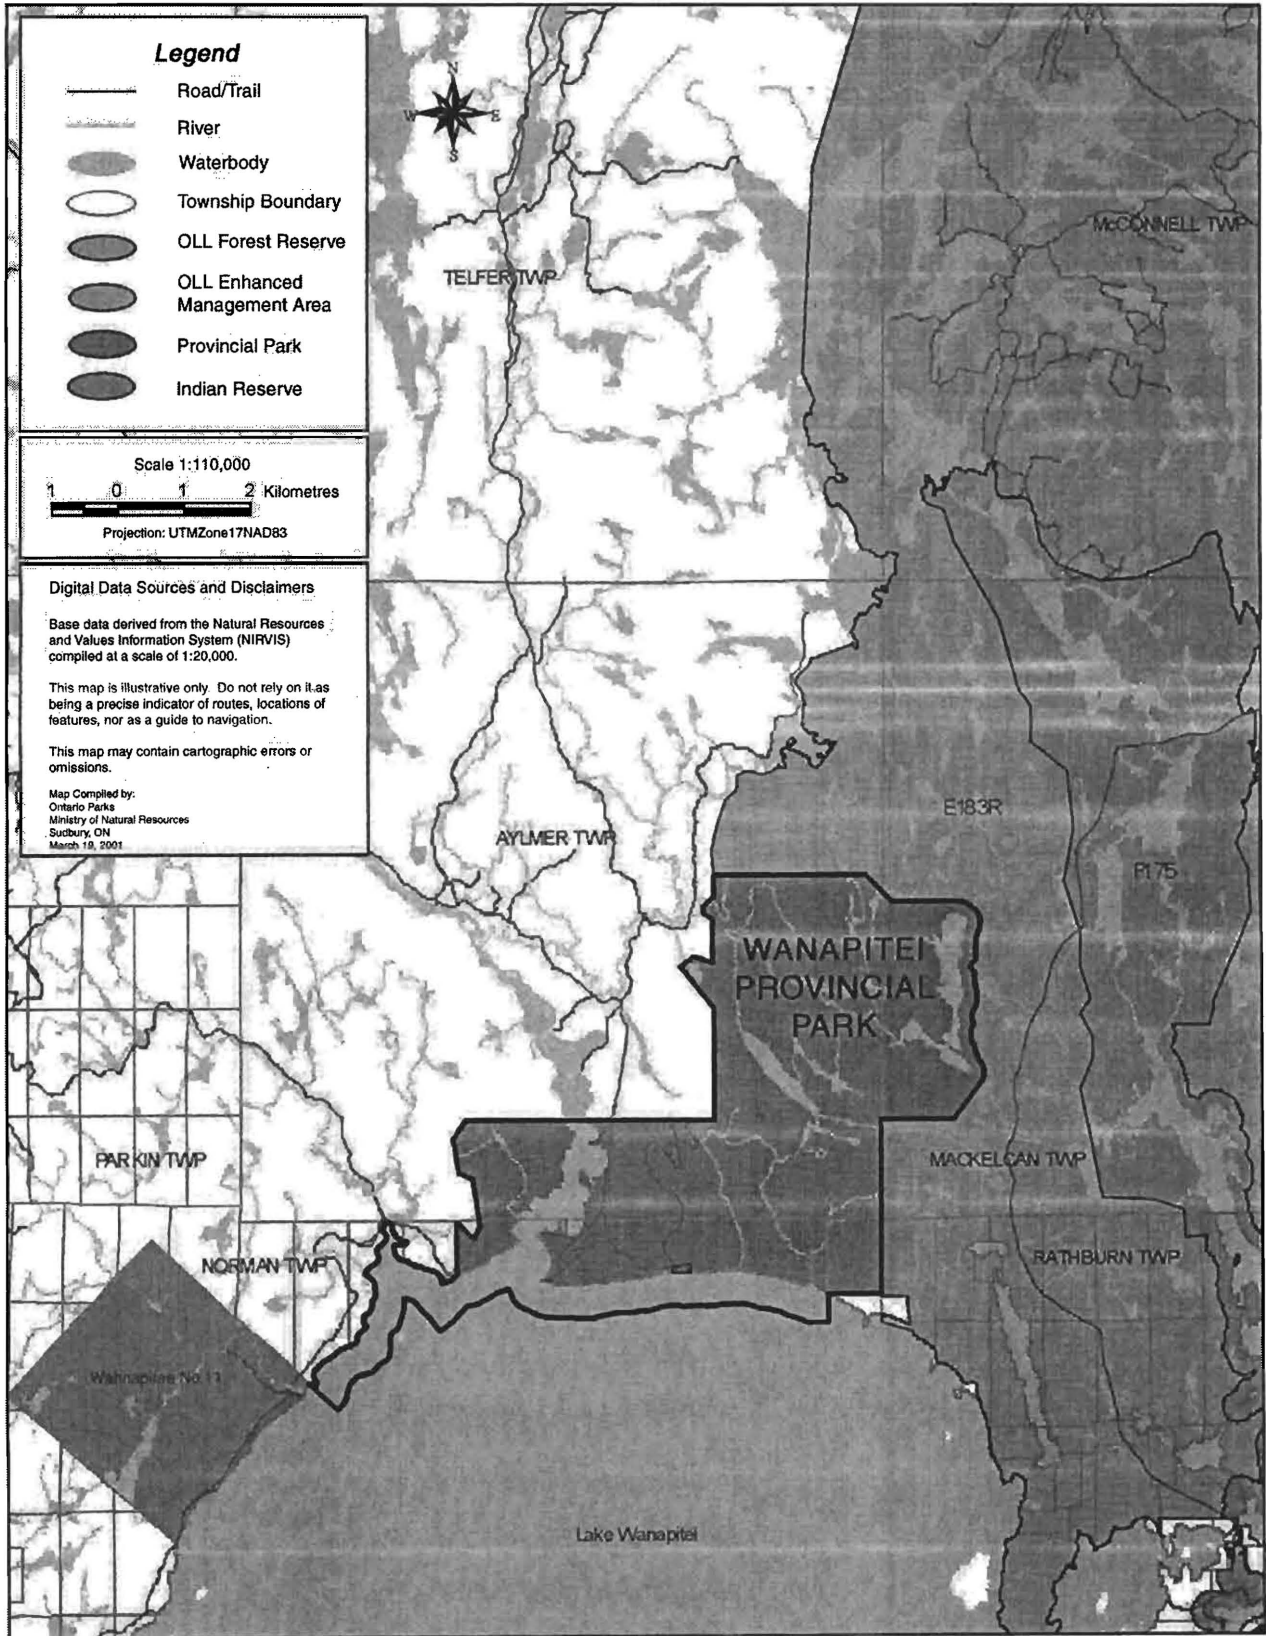 Legend
Road/Trail
River
Waterbody
Township Boundary
OLL Forest Reserve
OLL Enhanced
Management Area
Provincial Park
Indian Reserve
N
W E
S
Scale 1:110,000
1 0 1 2 Kilometres
Projection: UTMZone17NAD83
Digital Data Sources and Disclaimers
Base data derived from the Natural Resources
and Values Information System (NIRVIS)
compiled at a scale of 1:20,000.
This map is illustrative only. Do not rely on it as
being a precise indicator of routes, locations of
features, nor as a guide to navigation.
This map may contain cartographic errors or
omissions.
Map Compiled by:
Ontario Parks
Ministry of Natural Resources
Sudbury, ON
March 19, 2001
McCONNELL TWP
TELFER TWP
E183R
AYLMER TWP
P175
WANAPITEI
PROVINCIAL
PARK
PARKIN TWP
MACKELCAN TWP
NORMAN TWP
RATHBURN TWP
Wahnapitae No.11
Lake Wanapitei